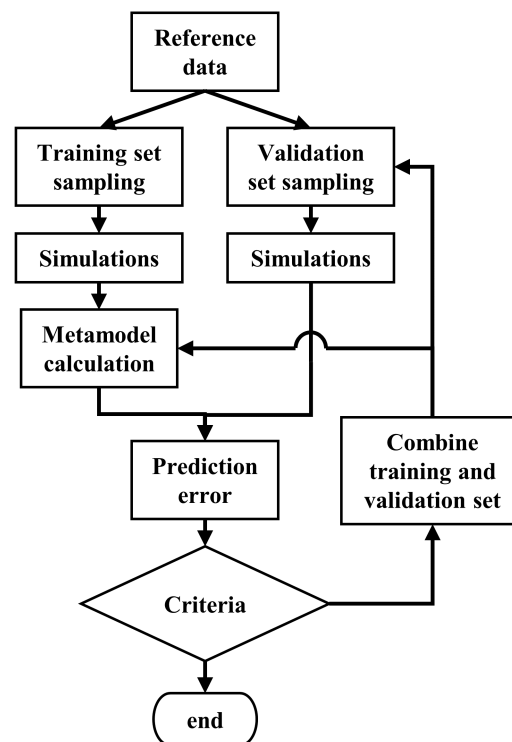 Reference
data
Training set
sampling
Validation
set sampling
Simulations
Simulations
Metamodel
calculation
Prediction
error
Combine
training and
validation set
Criteria
end